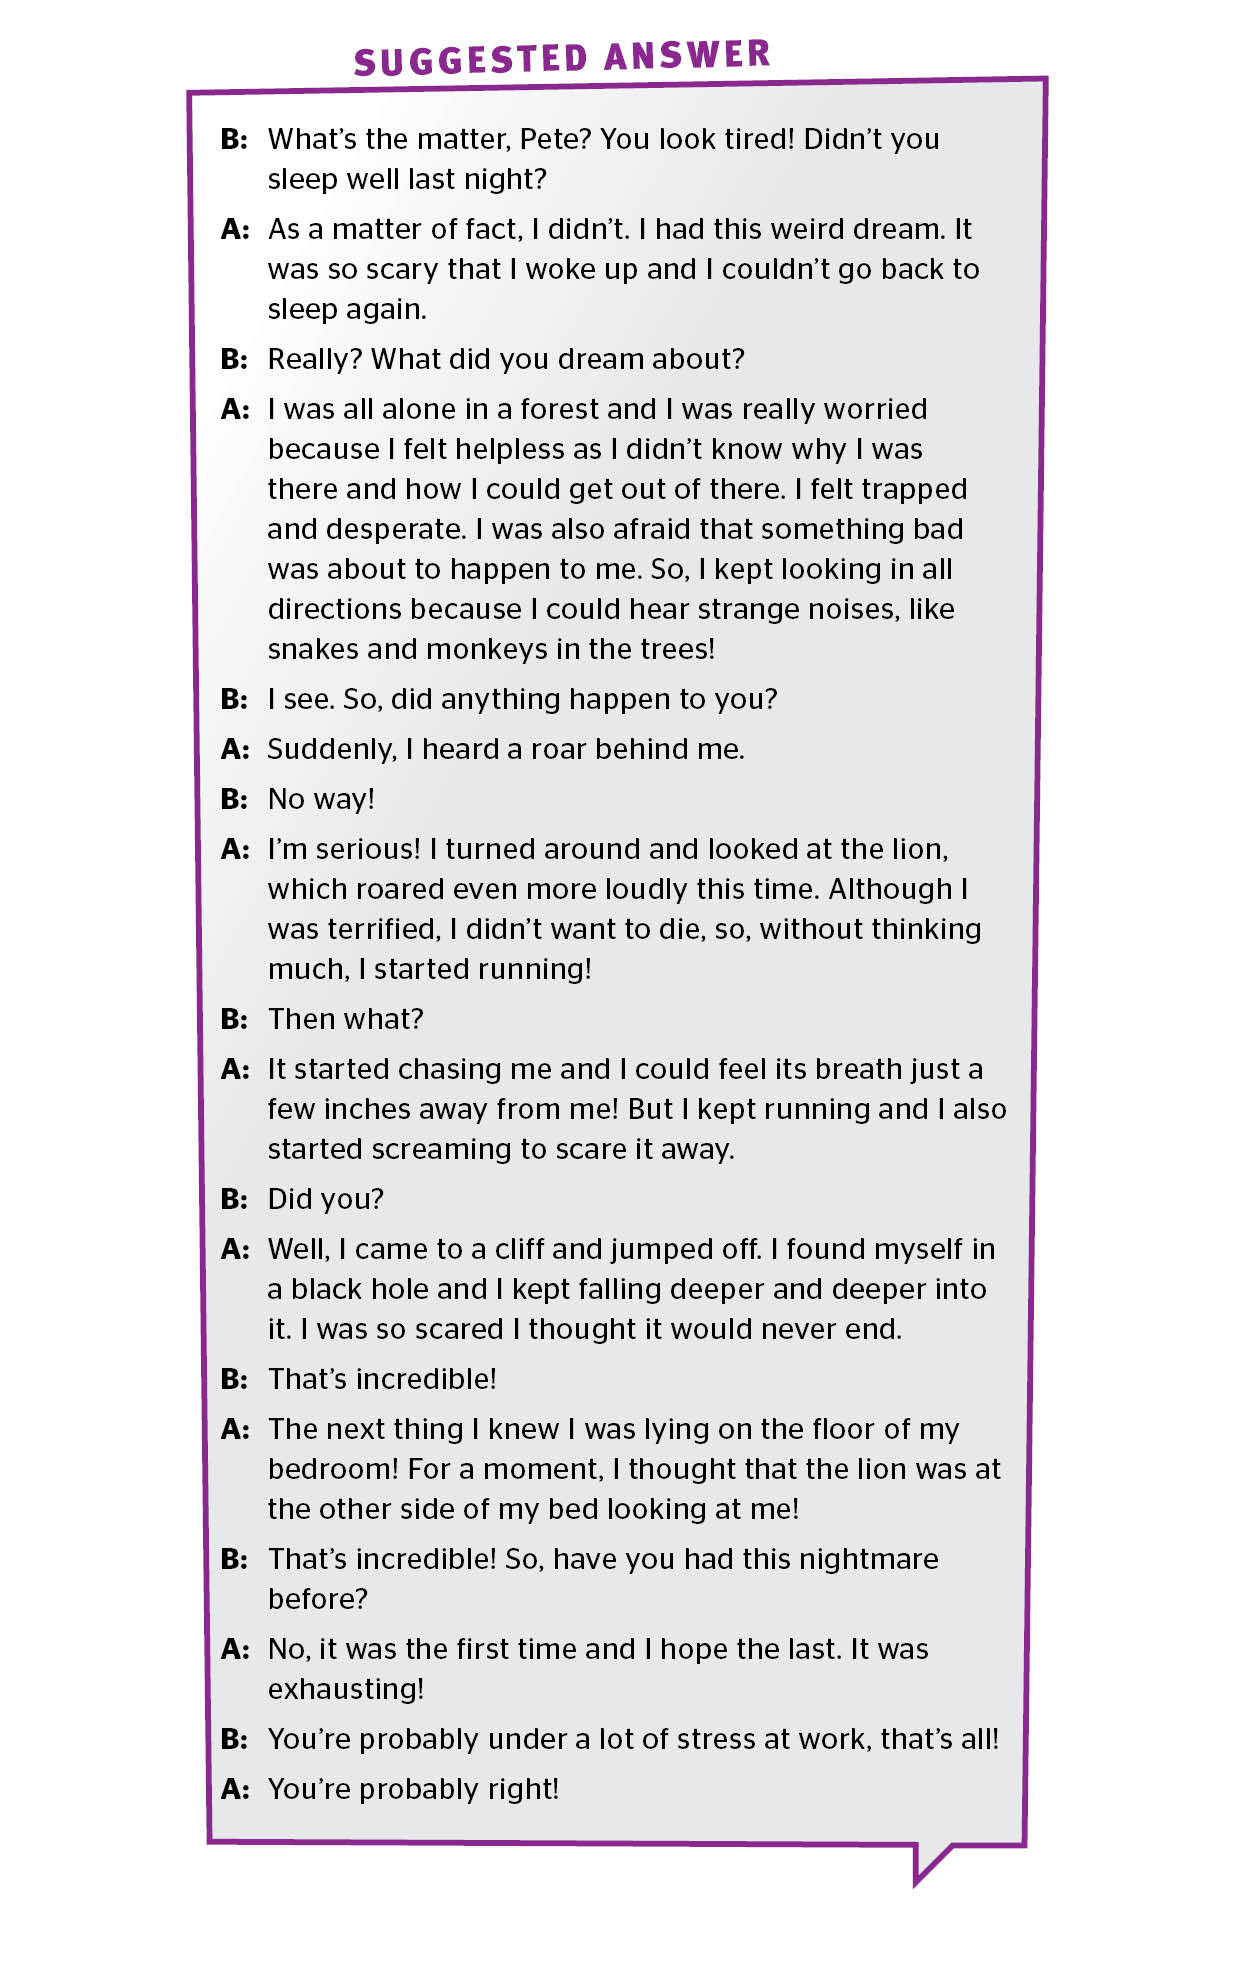 SUGGESTED ANSWER
B: What's the matter, Pete? You look tired! Didn't you
sleep well last night?
A: As a matter of fact, I didn't. I had this weird dream. It
was so scary that I woke up and I couldn't go back to
sleep again.
B: Really? What did you dream about?
A: I was all alone in a forest and I was really worried
because I felt helpless as I didn't know why I was
there and how I could get out of there. I felt trapped
and desperate. I was also afraid that something bad
was about to happen to me. So, I kept looking in all
directions because I could hear strange noises, like
snakes and monkeys in the trees!
B: I see. So, did anything happen to you?
A: Suddenly, I heard a roar behind me.
B: No way!
A: I'm serious! I turned around and looked at the lion,
which roared even more loudly this time. Although I
was terrified, I didn't want to die, so, without thinking
much, I started running!
B: Then what?
A: It started chasing me and I could feel its breath just a
few inches away from me! But I kept running and I also
started screaming to scare it away.
B: Did you?
A: Well, I came to a cliff and jumped off. I found myself in
a black hole and I kept falling deeper and deeper into
it. I was so scared I thought it would never end.
B: That's incredible!
A: The next thing I knew I was lying on the floor of my
bedroom! For a moment, I thought that the lion was at
the other side of my bed looking at me!
B: That's incredible! So, have you had this nightmare
before?
A: No, it was the first time and I hope the last. It was
exhausting!
B: You're probably under a lot of stress at work, that's all!
A: You're probably right!